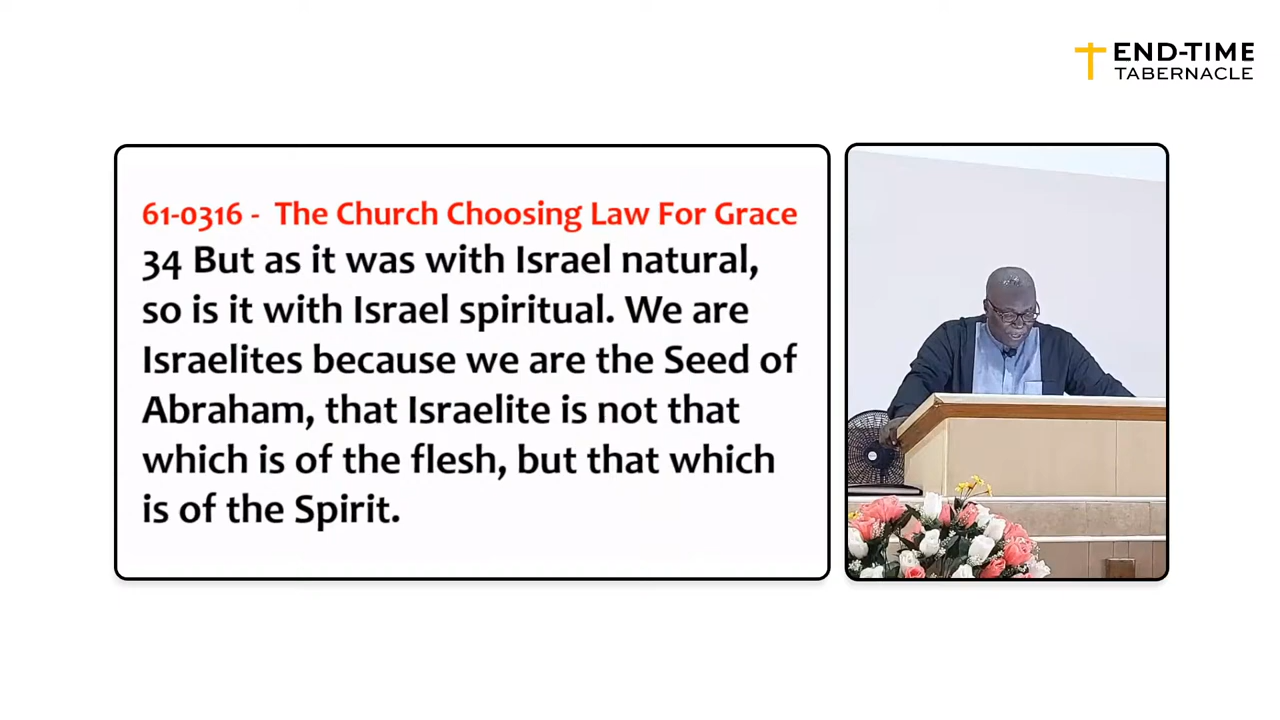 END-TIME
TABERNACLE
61-0316 - The Church Choosing Law For Grace
34 But as it was with Israel natural,
so is it with Israel spiritual. We are
Israelites because we are the Seed of
Abraham, that Israelite is not that
which is of the flesh, but that which
is of the Spirit.